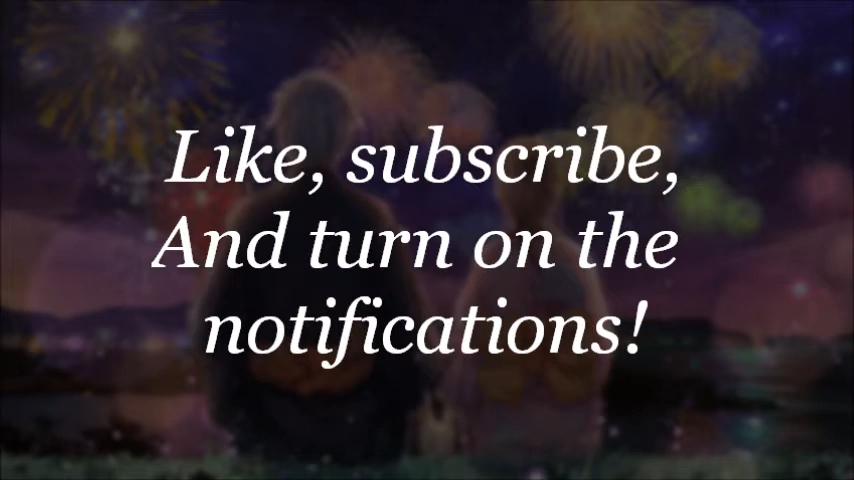 Like, subscribe,
And turn on the
notifications!